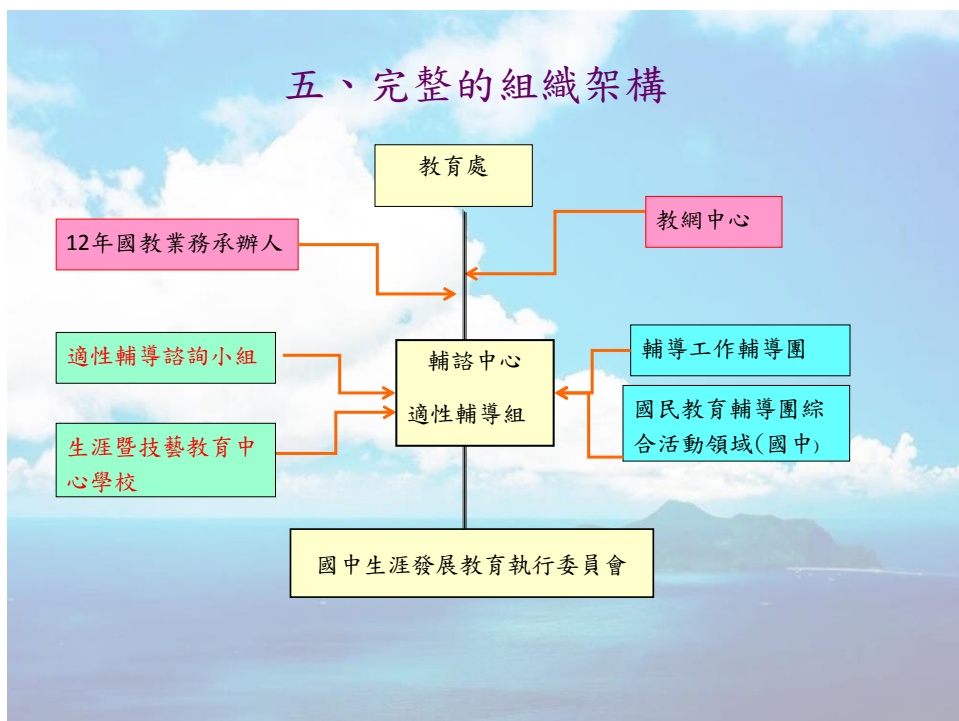 五、完整的組織架構
教育處
教網中心
12年國教業務承辦人
適性輔導諮詢小組
輔諮中心
適性輔導組
輔導工作輔導團
國民教育輔導團綜
合活動領域(國中)
生涯暨技藝教育中
心學校
國中生涯發展教育執行委員會